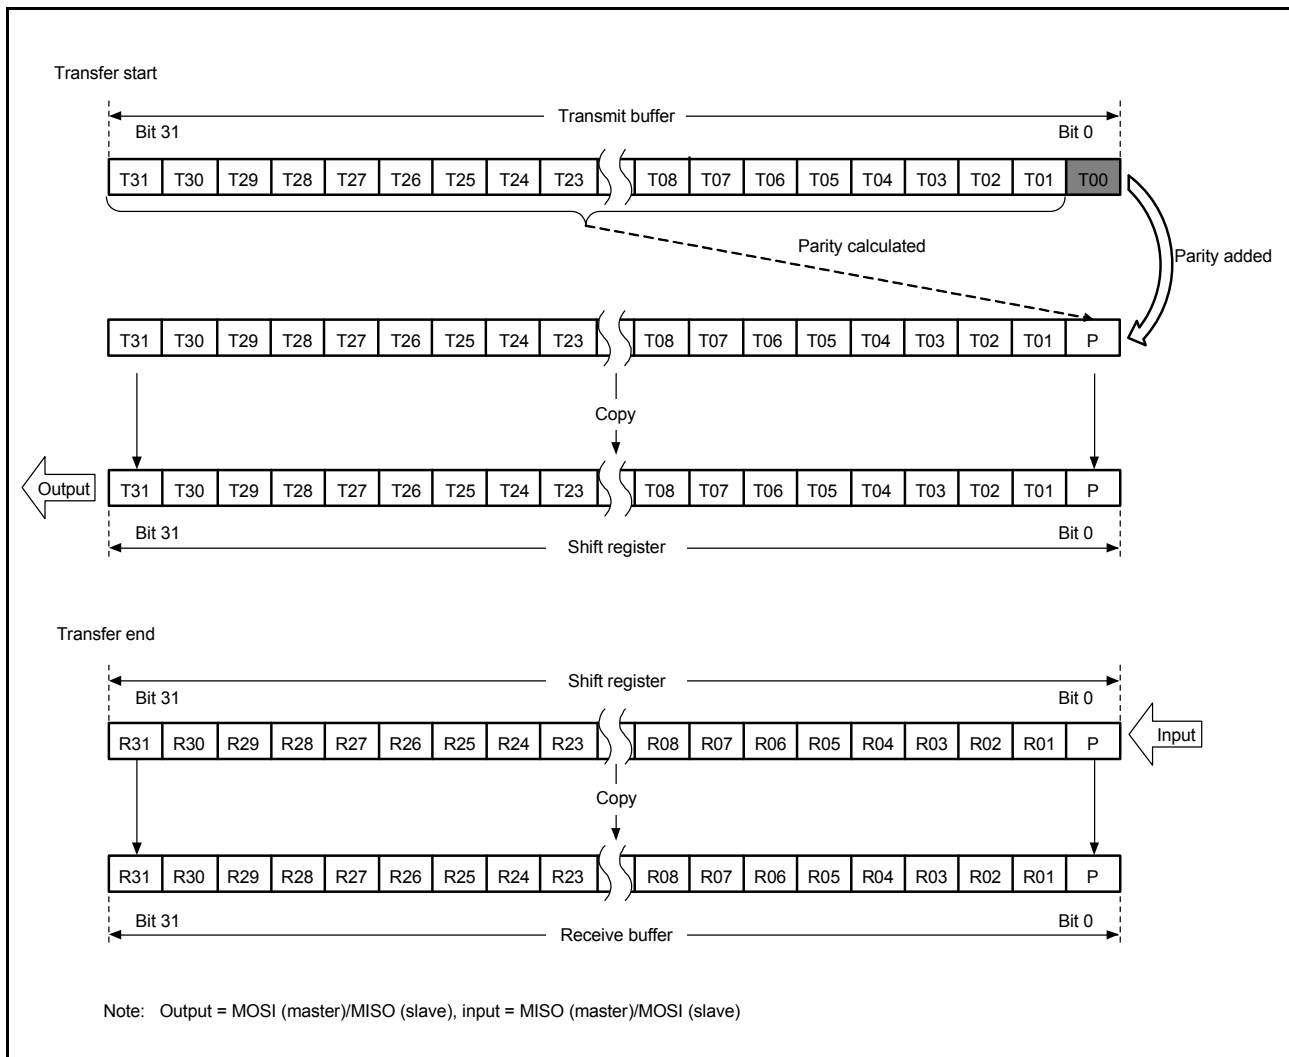 Transfer start
Transmit buffer
Bit 31 Bit 0
T31 T30 T29 T28 T27 T26 T25 T24 T23 T08 T07 T06 T05 T04 T03 T02 T01 T00
Parity calculated
Parity added
T31 T30 T29 T28 T27 T26 T25 T24 T23 T08 T07 T06 T05 T04 T03 T02 T01 P
Copy
Output T31 T30 T29 T28 T27 T26 T25 T24 T23 T08 T07 T06 T05 T04 T03 T02 T01 P
Bit 31 Bit 0
Shift register
Transfer end
Shift register
Bit 31 Bit 0
R31 R30 R29 R28 R27 R26 R25 R24 R23 R08 R07 R06 R05 R04 R03 R02 R01 P Input
Copy
R31 R30 R29 R28 R27 R26 R25 R24 R23 R08 R07 R06 R05 R04 R03 R02 R01 P
Bit 31 Bit 0
Receive buffer
Note: Output = MOSI (master)/MISO (slave), input = MISO (master)/MOSI (slave)